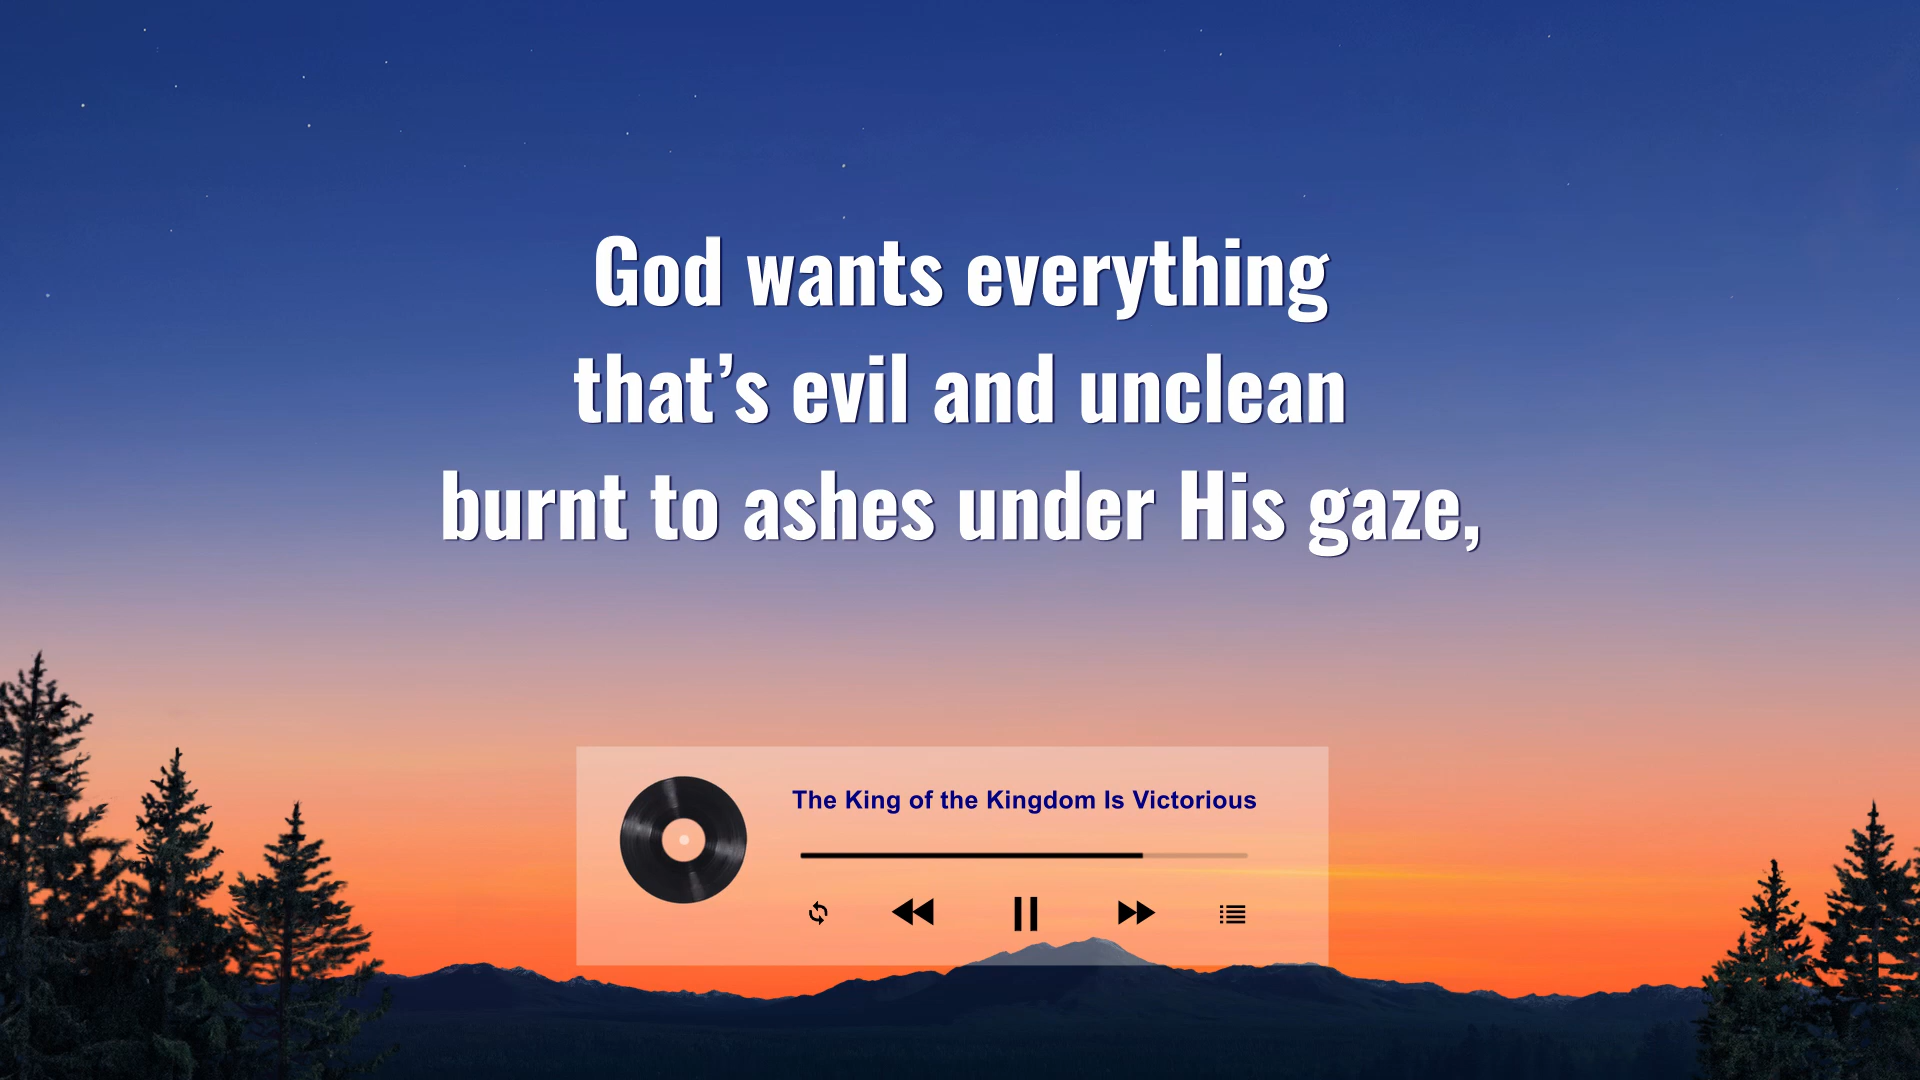 God wants everything
that’s evil and unclean
burnt to ashes under His gaze,
The King of the Kingdom Is Victorious